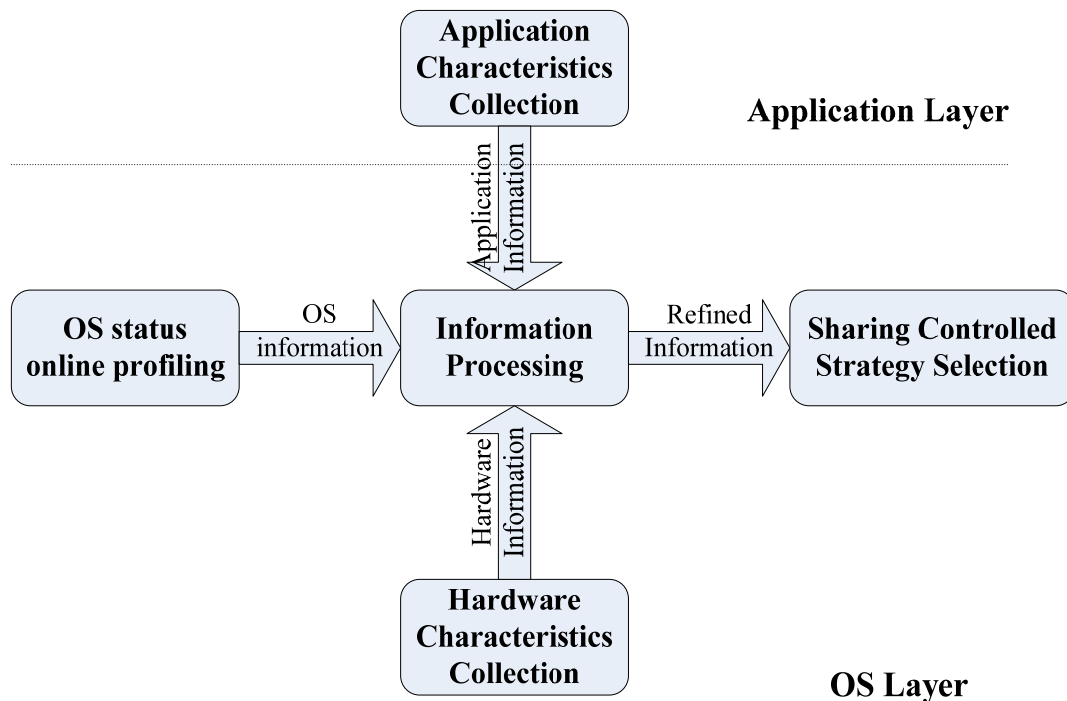 Application
Characteristics
Collection
Application Layer
Application
Information
OS status
online profiling
OS
information
Information
Processing
Refined
Information
Sharing Controlled
Strategy Selection
Hardware
Information
Hardware
Characteristics
Collection
OS Layer